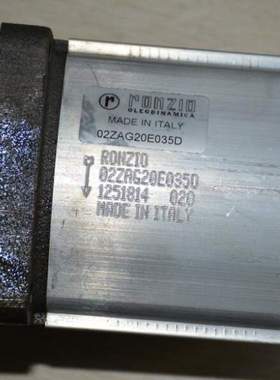 r ronzio
OLEODINAMICA
MADE IN ITALY
02ZAG20E035D
RONZIO
02ZAG20E035D
1251814 020
MADE IN ITALY